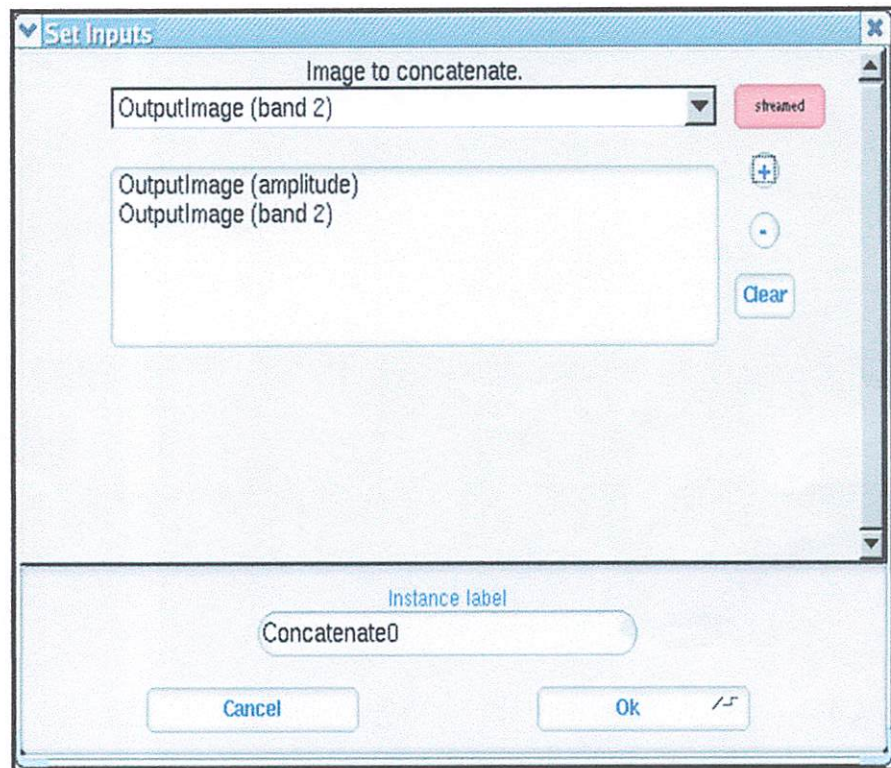 Set Inputs
Image to concatenate.
OutputImage (band 2)
streamed
OutputImage (amplitude)
OutputImage (band 2)
+
-
Clear
Instance label
Concatenate0
Cancel
Ok